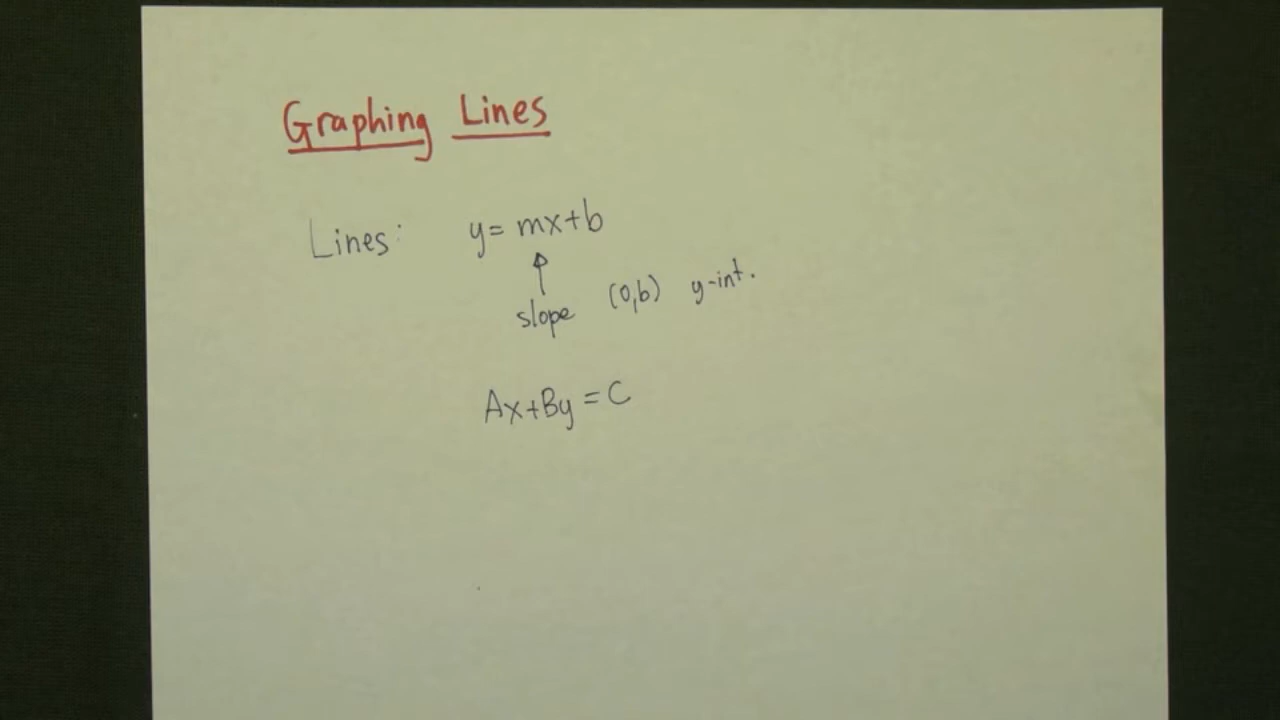 Graphing Lines
Lines: y = mx+b
slope (0,b) y-int.
Ax+By = C